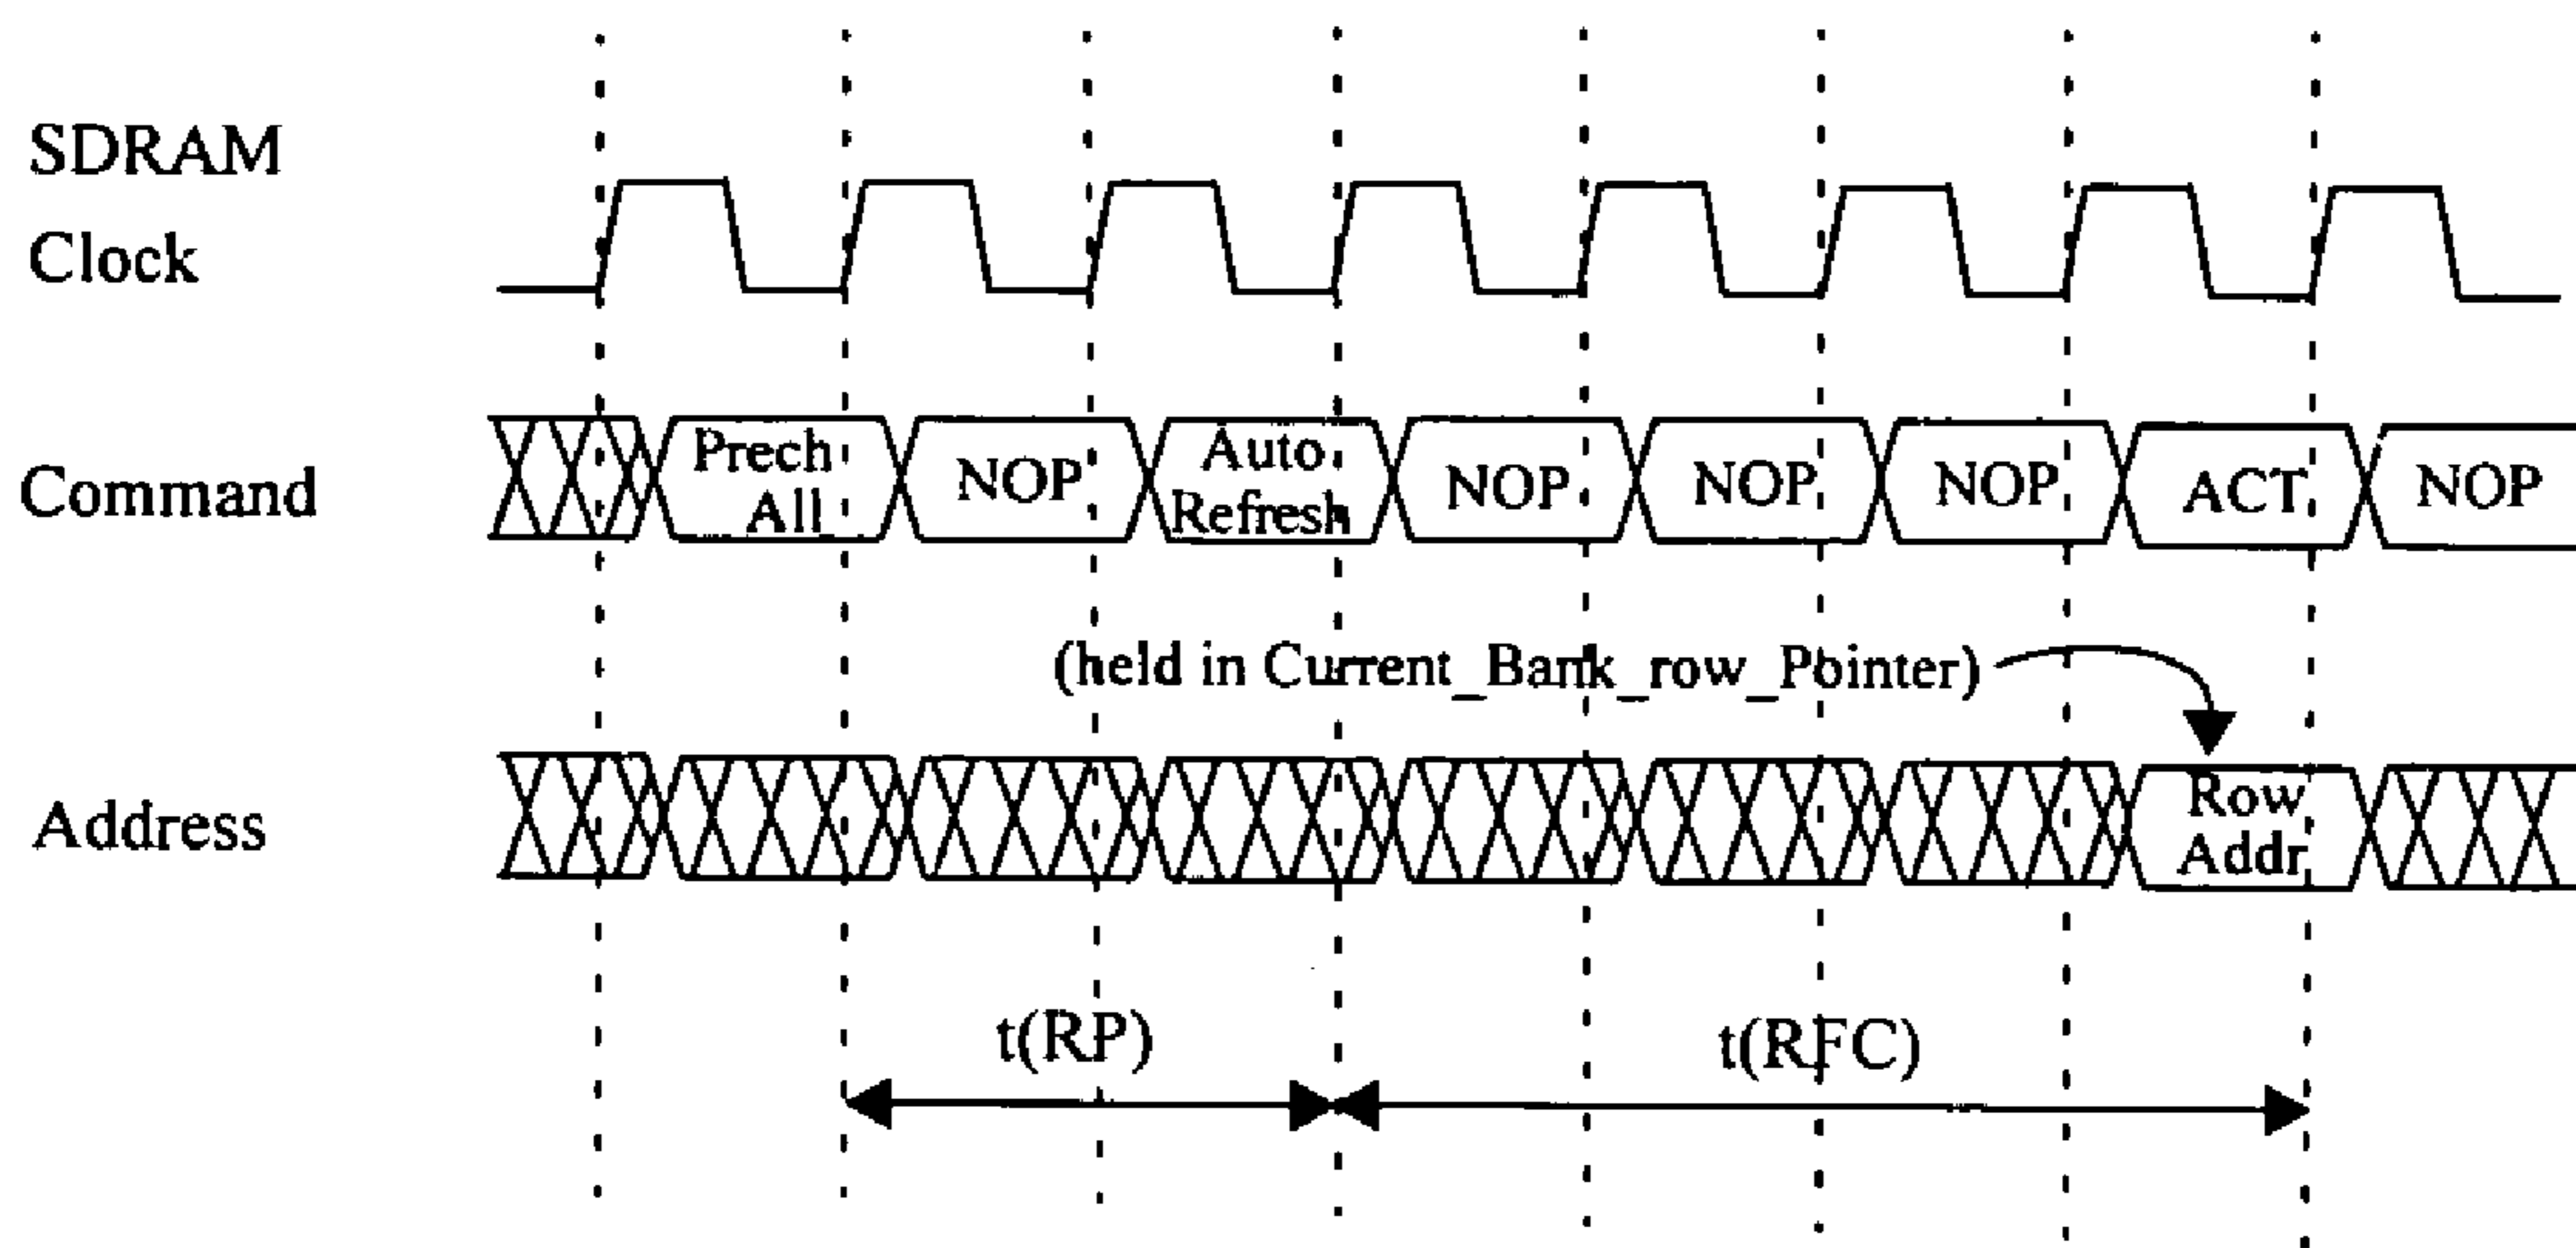 SDRAM
Clock
Command
Prech
All
NOP
Auto
Refresh
NOP
NOP
NOP
ACT
NOP
(held in Current_Bank_row_Pointer)
Address
Row
Addr
t(RP)
t(RFC)